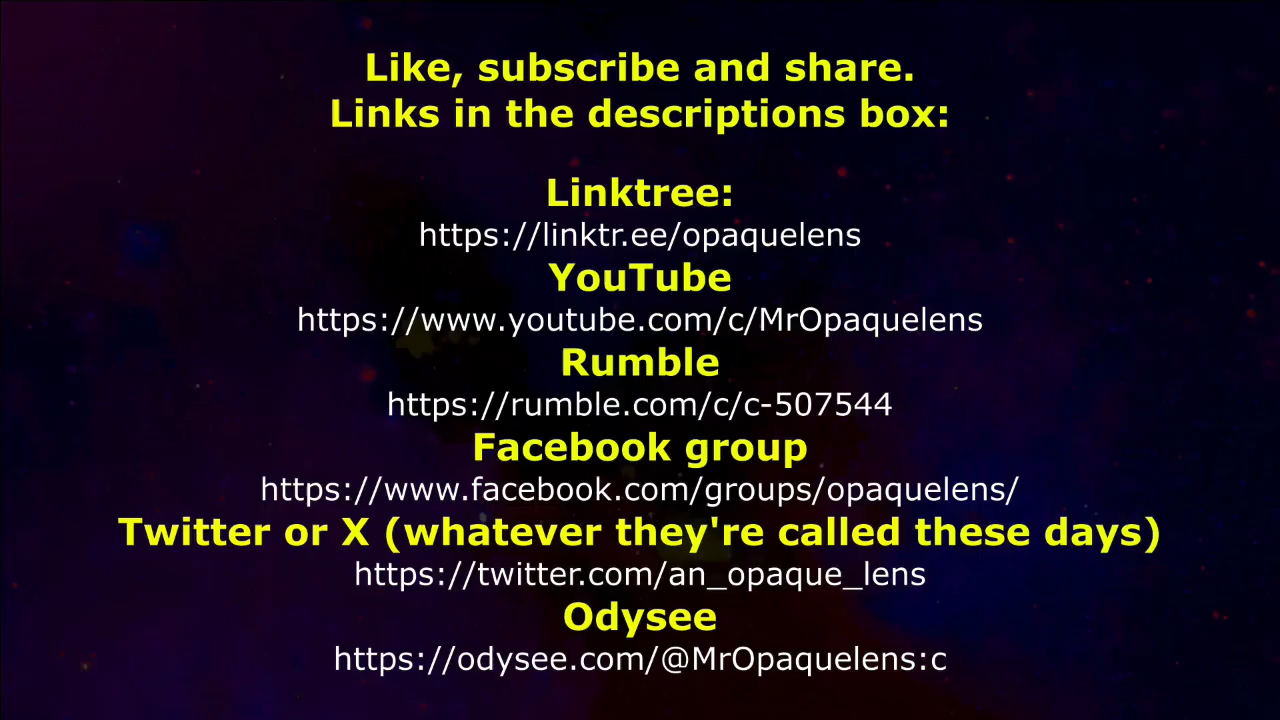 Like, subscribe and share.
Links in the descriptions box:
Linktree:
https://linktr.ee/opaquelens
YouTube
https://www.youtube.com/c/MrOpaquelens
Rumble
https://rumble.com/c/c-507544
Facebook group
https://www.facebook.com/groups/opaquelens/
Twitter or X (whatever they're called these days)
https://twitter.com/an_opaque_lens
Odysee
https://odysee.com/@MrOpaquelens:c